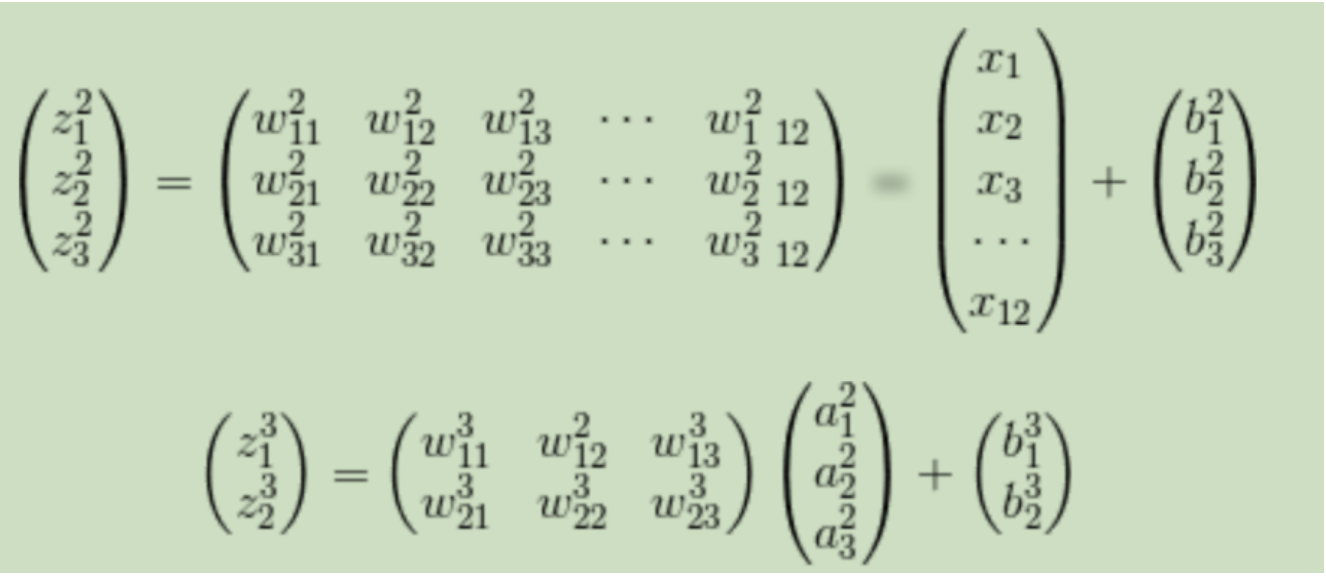 \begin{pmatrix} z_1^2 \\ z_2^2 \\ z_3^2 \end{pmatrix} = \begin{pmatrix} w_{11}^2 & w_{12}^2 & w_{13}^2 & \cdots & w_{1\ 12}^2 \\ w_{21}^2 & w_{22}^2 & w_{23}^2 & \cdots & w_{2\ 12}^2 \\ w_{31}^2 & w_{32}^2 & w_{33}^2 & \cdots & w_{3\ 12}^2 \end{pmatrix} \begin{pmatrix} x_1 \\ x_2 \\ x_3 \\ \cdots \\ x_{12} \end{pmatrix} + \begin{pmatrix} b_1^2 \\ b_2^2 \\ b_3^2 \end{pmatrix}
\begin{pmatrix} z_1^3 \\ z_2^3 \end{pmatrix} = \begin{pmatrix} w_{11}^3 & w_{12}^2 & w_{13}^3 \\ w_{21}^3 & w_{22}^3 & w_{23}^3 \end{pmatrix} \begin{pmatrix} a_1^2 \\ a_2^2 \\ a_3^2 \end{pmatrix} + \begin{pmatrix} b_1^3 \\ b_2^3 \end{pmatrix}